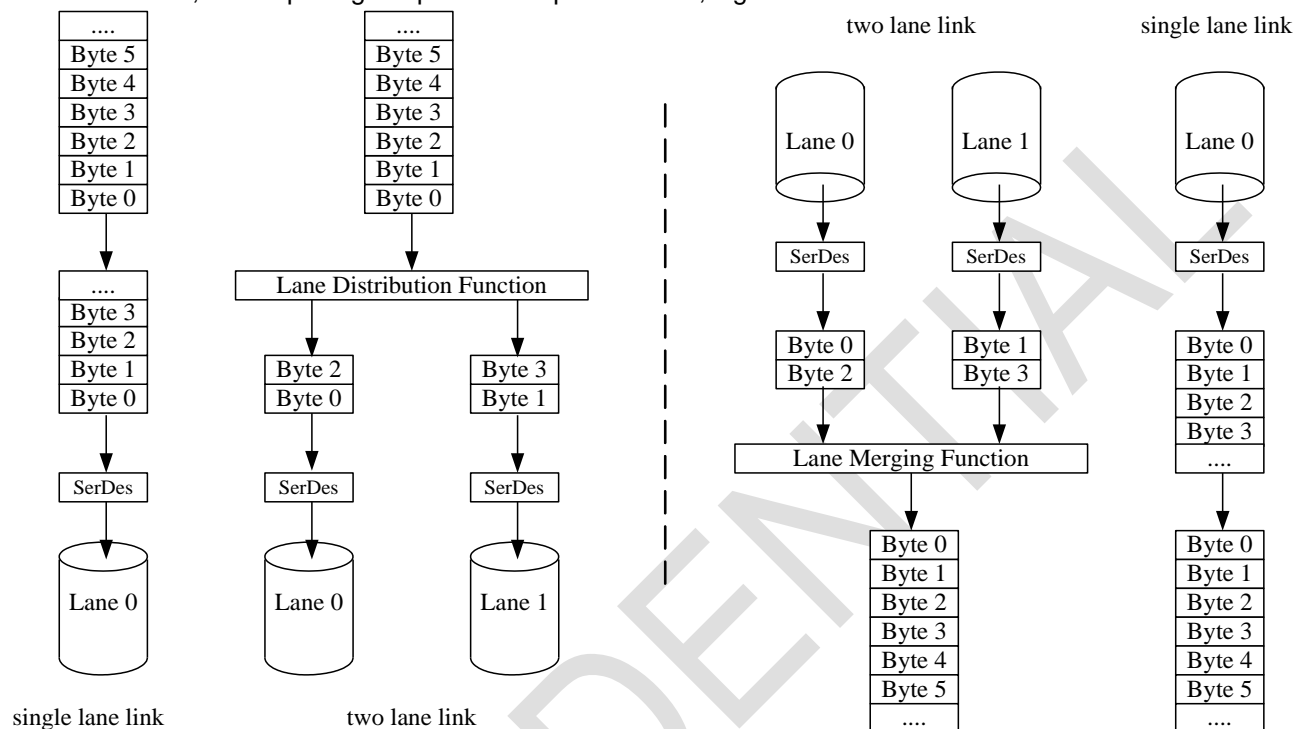 ....
Byte 5
Byte 4
Byte 3
Byte 2
Byte 1
Byte 0
....
Byte 3
Byte 2
Byte 1
Byte 0
SerDes
Lane 0
single lane link
....
Byte 5
Byte 4
Byte 3
Byte 2
Byte 1
Byte 0
Lane Distribution Function
Byte 2
Byte 0
Byte 3
Byte 1
SerDes
SerDes
Lane 0
Lane 1
two lane link
two lane link
Lane 0
Lane 1
SerDes
SerDes
Byte 0
Byte 2
Byte 1
Byte 3
Lane Merging Function
Byte 0
Byte 1
Byte 2
Byte 3
Byte 4
Byte 5
....
single lane link
Lane 0
SerDes
Byte 0
Byte 1
Byte 2
Byte 3
....
Byte 0
Byte 1
Byte 2
Byte 3
Byte 4
Byte 5
....
DENTIAL